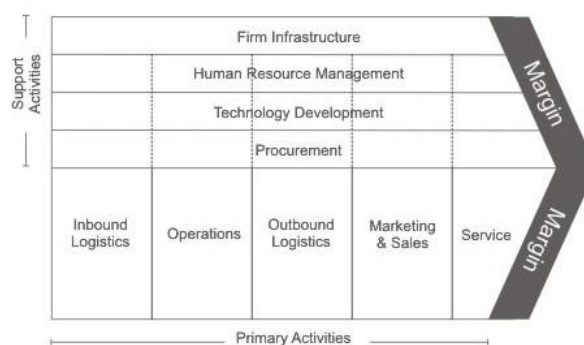 Support
Activities
Firm Infrastructure
Human Resource Management
Technology Development
Procurement
Inbound
Logistics
Operations
Outbound
Logistics
Marketing
& Sales
Service
Margin
Margin
Primary Activities